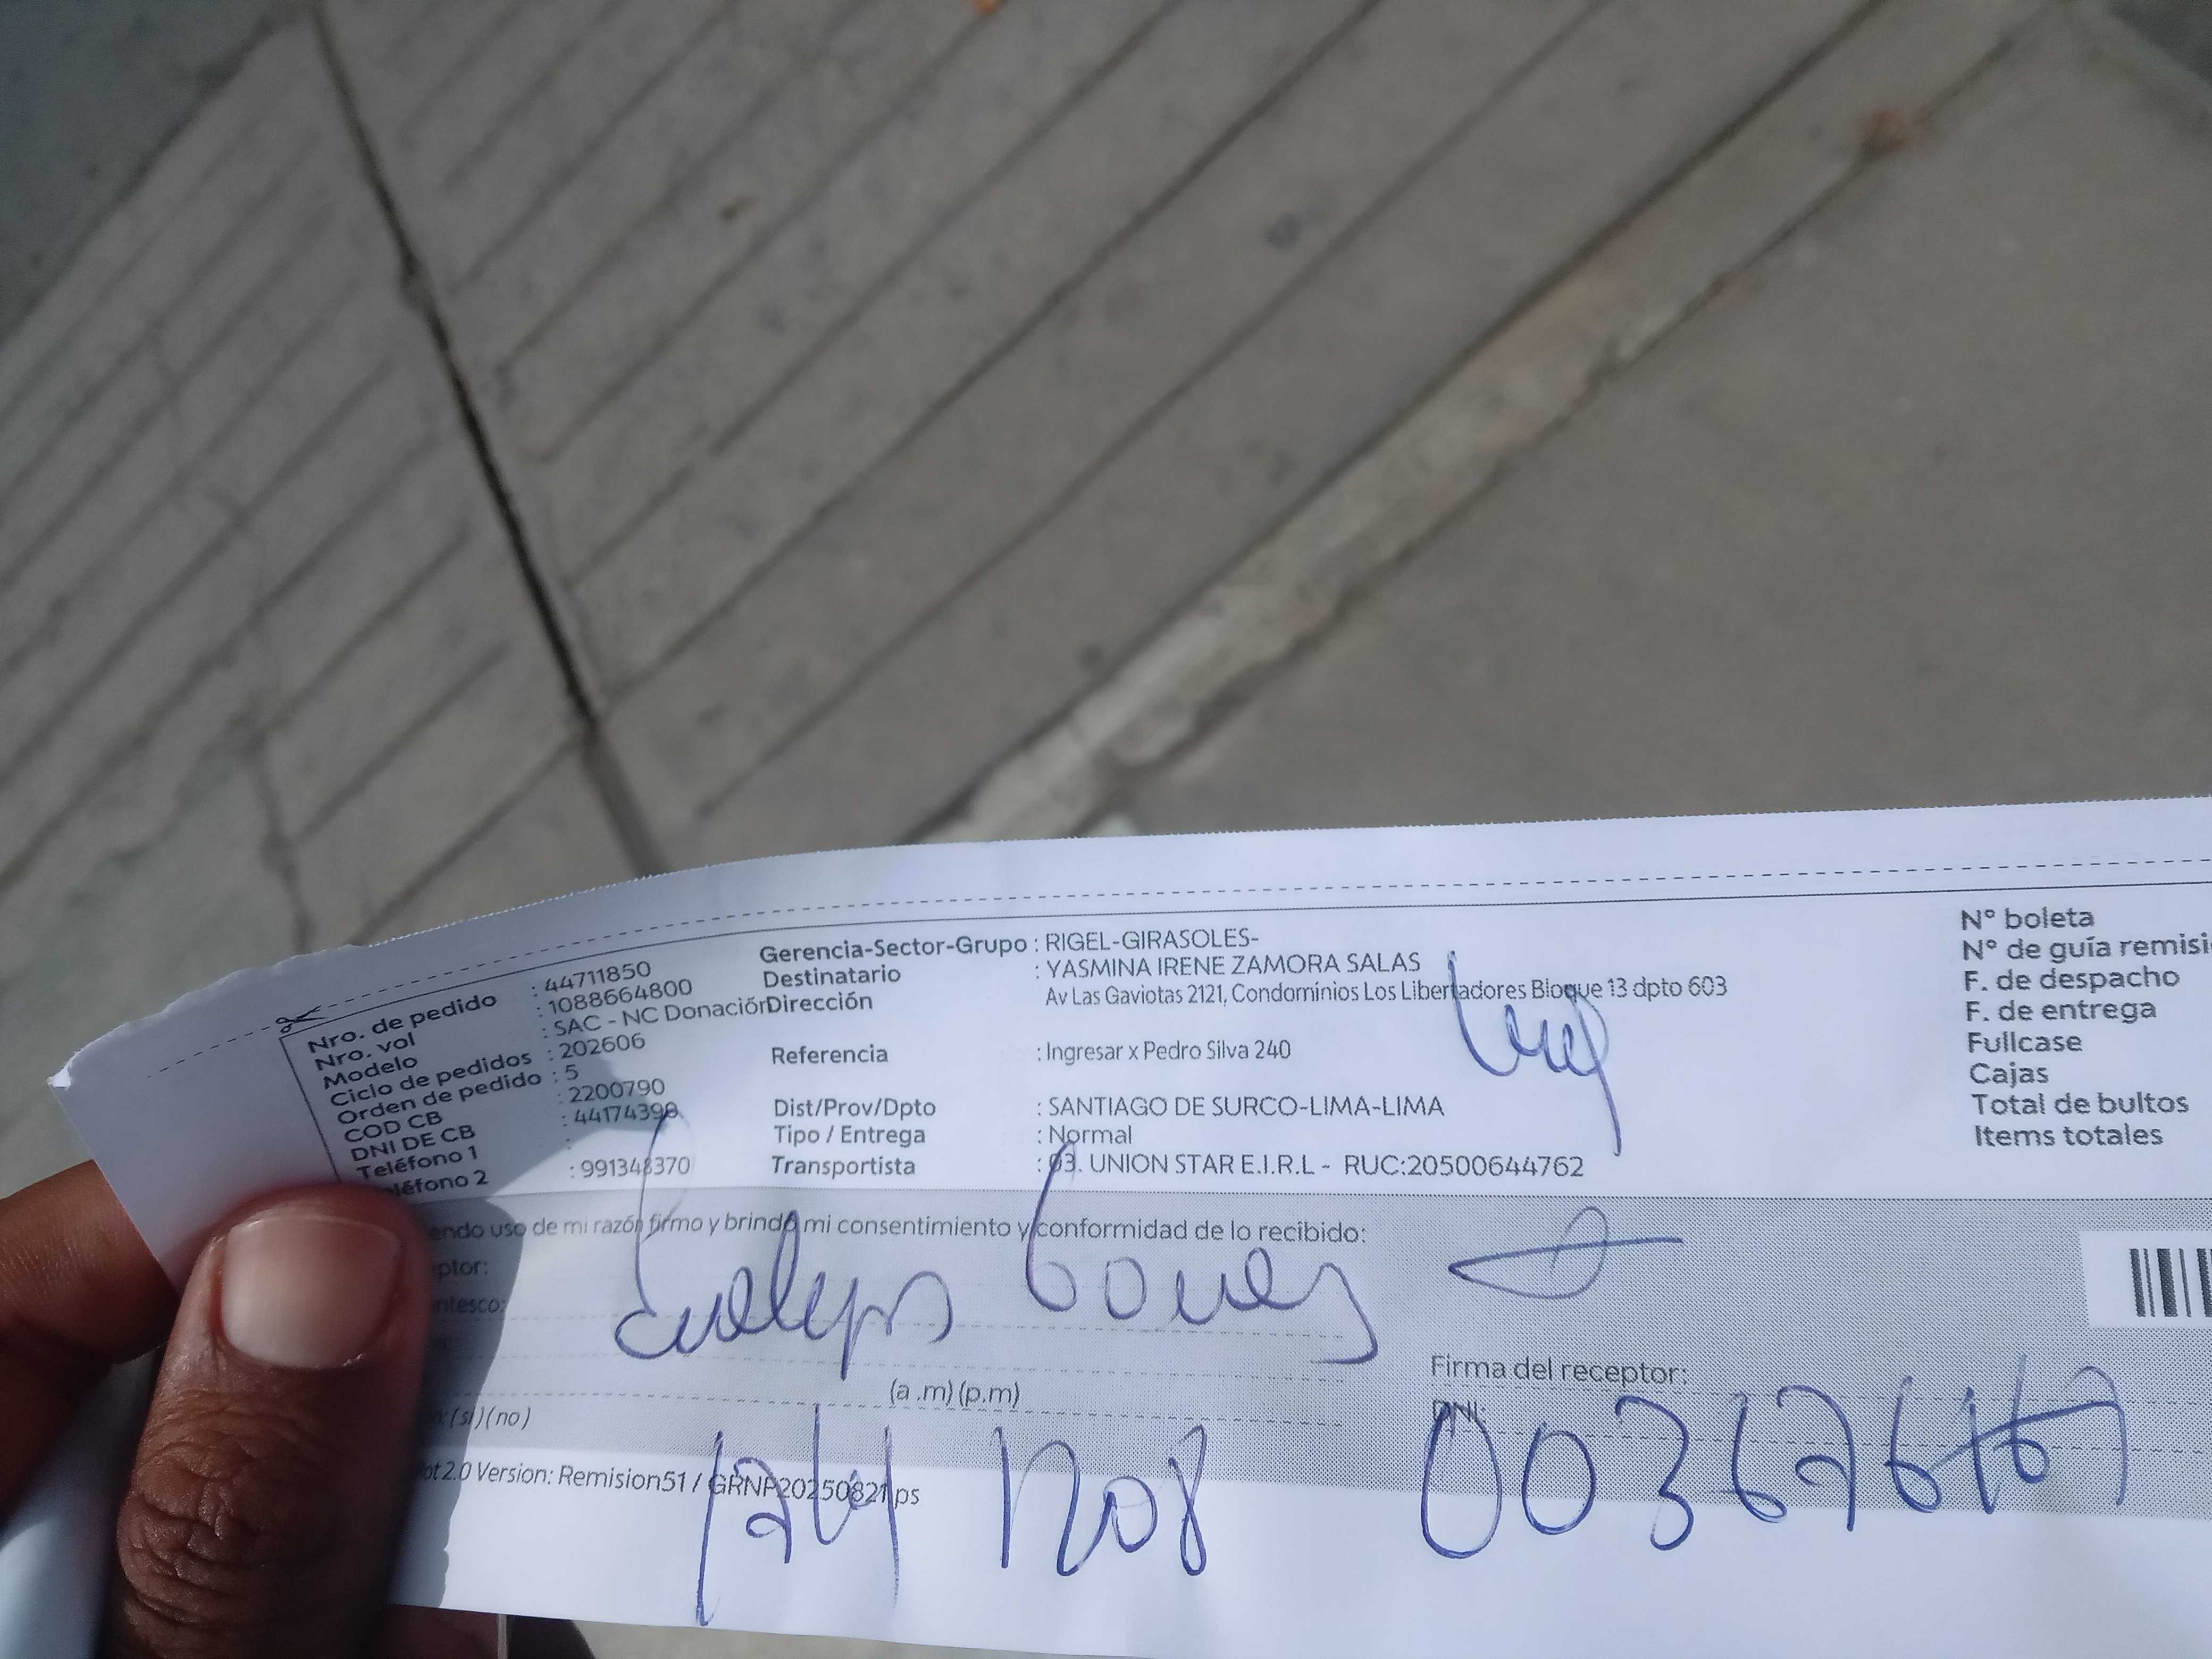 Nro. de pedido : 44711850
Nro. vol : 1088664800
Modelo : SAC - NC Donación
Ciclo de pedidos : 202606
Orden de pedido : 5
COD CB : 2200790
DNI DE CB : 44174390
Teléfono 1 :
léfono 2 : 991348370
Gerencia-Sector-Grupo : RIGEL-GIRASOLES-
Destinatario : YASMINA IRENE ZAMORA SALAS
Dirección Av Las Gaviotas 2121, Condominios Los Libertadores Bloque 13 dpto 603
Referencia : Ingresar x Pedro Silva 240
Dist/Prov/Dpto : SANTIAGO DE SURCO-LIMA-LIMA
Tipo / Entrega : Normal
Transportista : 03. UNION STAR E.I.R.L - RUC:20500644762
N° boleta
N° de guía remisi
F. de despacho
F. de entrega
Fullcase
Cajas
Total de bultos
Items totales
endo uso de mi razón firmo y brindo mi consentimiento y conformidad de lo recibido:
ptor:
ntesco:
(a .m) (p.m)
Firma del receptor:
DNI:
(si) (no)
ot 2.0 Version: Remision51 / GRNP20250821.ps
1208